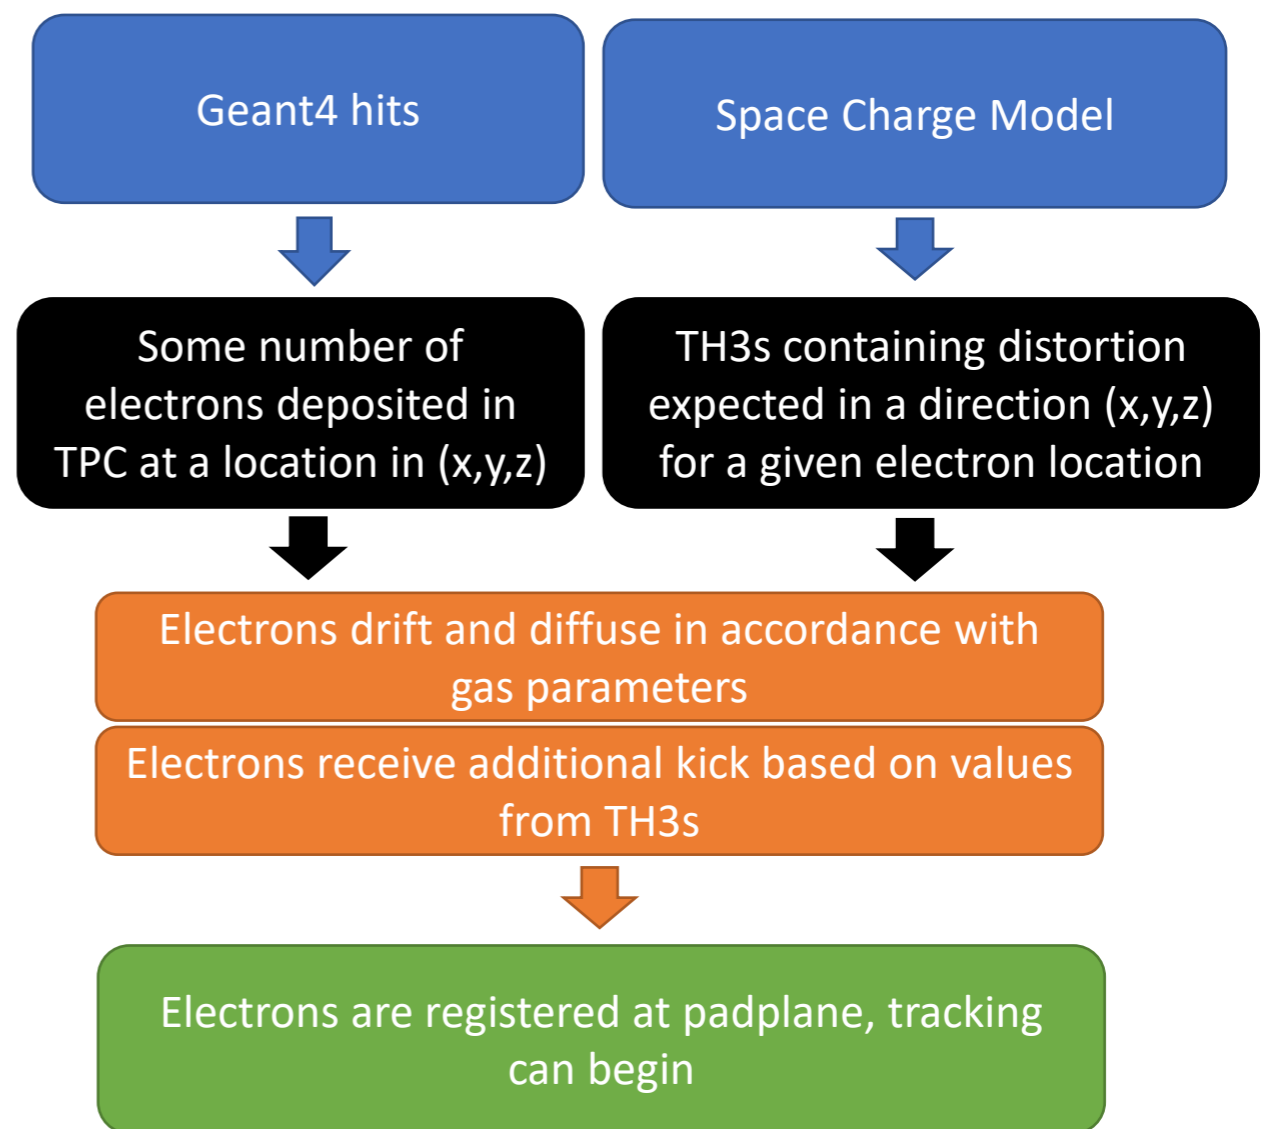 Geant4 hits
Space Charge Model
Some number of
electrons deposited in
TPC at a location in (x,y,z)
TH3s containing distortion
expected in a direction (x,y,z)
for a given electron location
Electrons drift and diffuse in accordance with
gas parameters
Electrons receive additional kick based on values
from TH3s
Electrons are registered at padplane, tracking
can begin